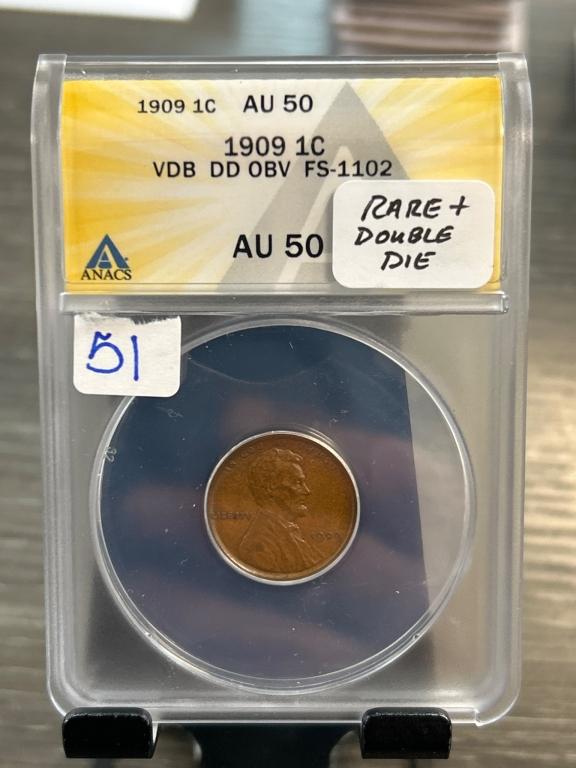 1909 1C AU 50
1909 1C
VDB DD OBV FS-1102
AU 50
ANACS
RARE +
DOUBLE
DIE
51
LIBERTY
1909